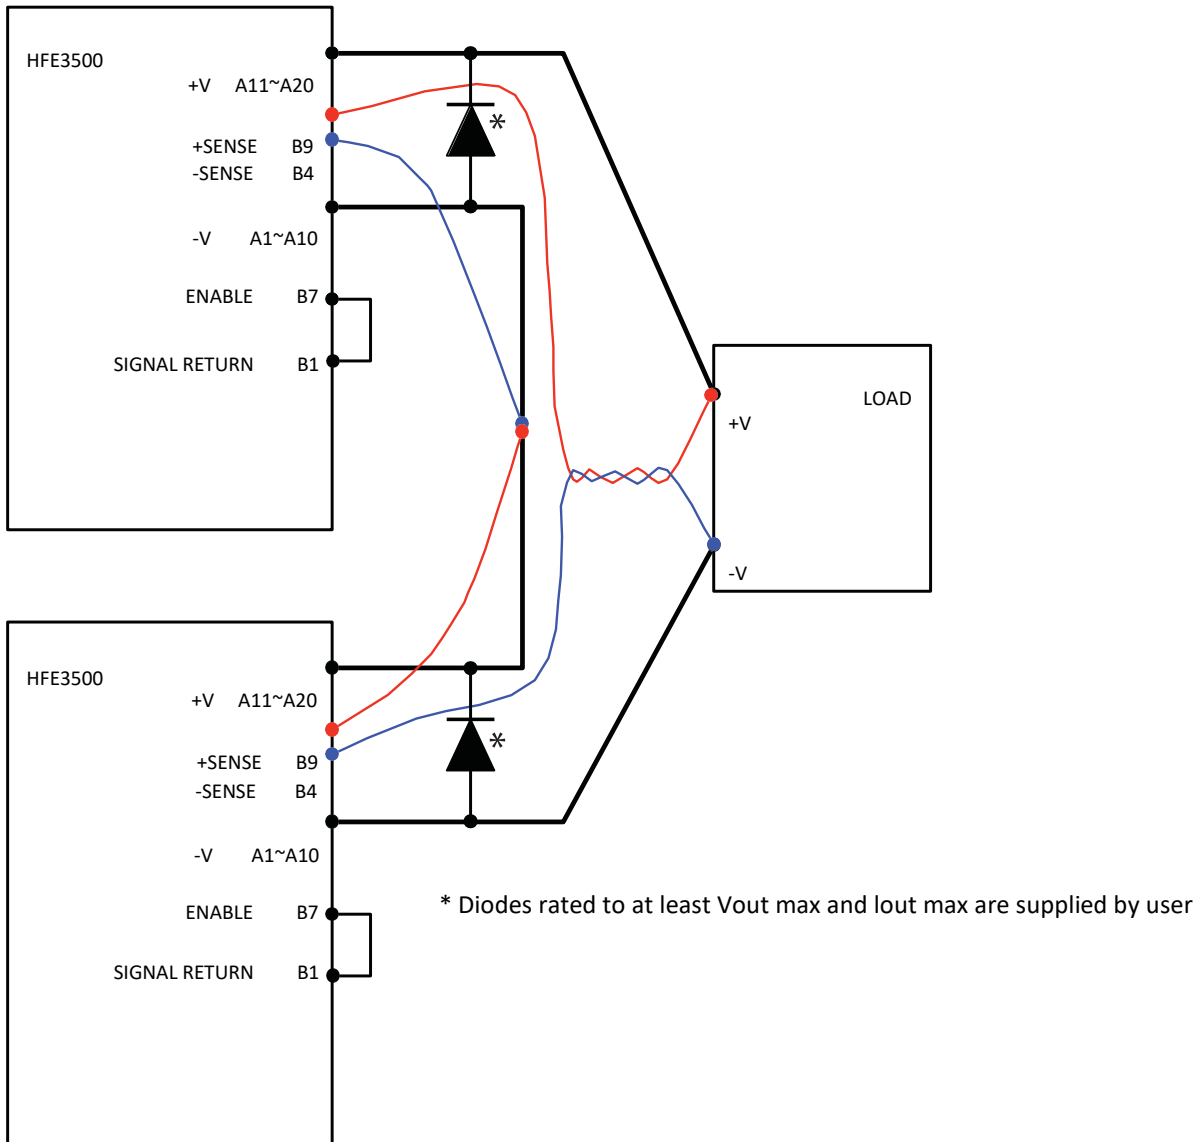 HFE3500
+V A11~A20
+SENSE B9
-SENSE B4
-V A1~A10
ENABLE B7
SIGNAL RETURN B1
*
LOAD
+V
-V
HFE3500
+V A11~A20
+SENSE B9
-SENSE B4
-V A1~A10
ENABLE B7
SIGNAL RETURN B1
*
* Diodes rated to at least Vout max and Iout max are supplied by user